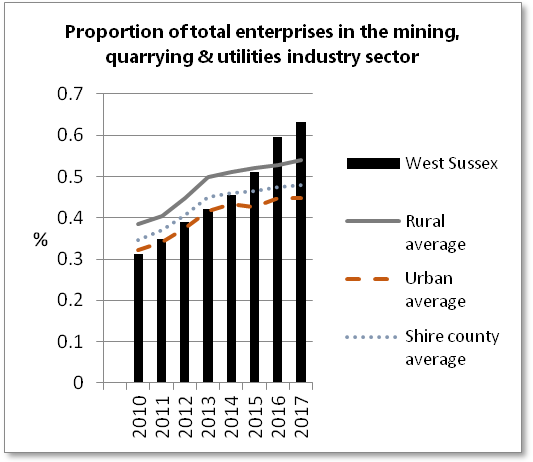 Proportion of total enterprises in the mining,
quarrying & utilities industry sector
0.7
0.6
0.5
0.4
0.3
0.2
0.1
0
%
2010
2011
2012
2013
2014
2015
2016
2017
West Sussex
Rural
average
Urban
average
Shire county
average